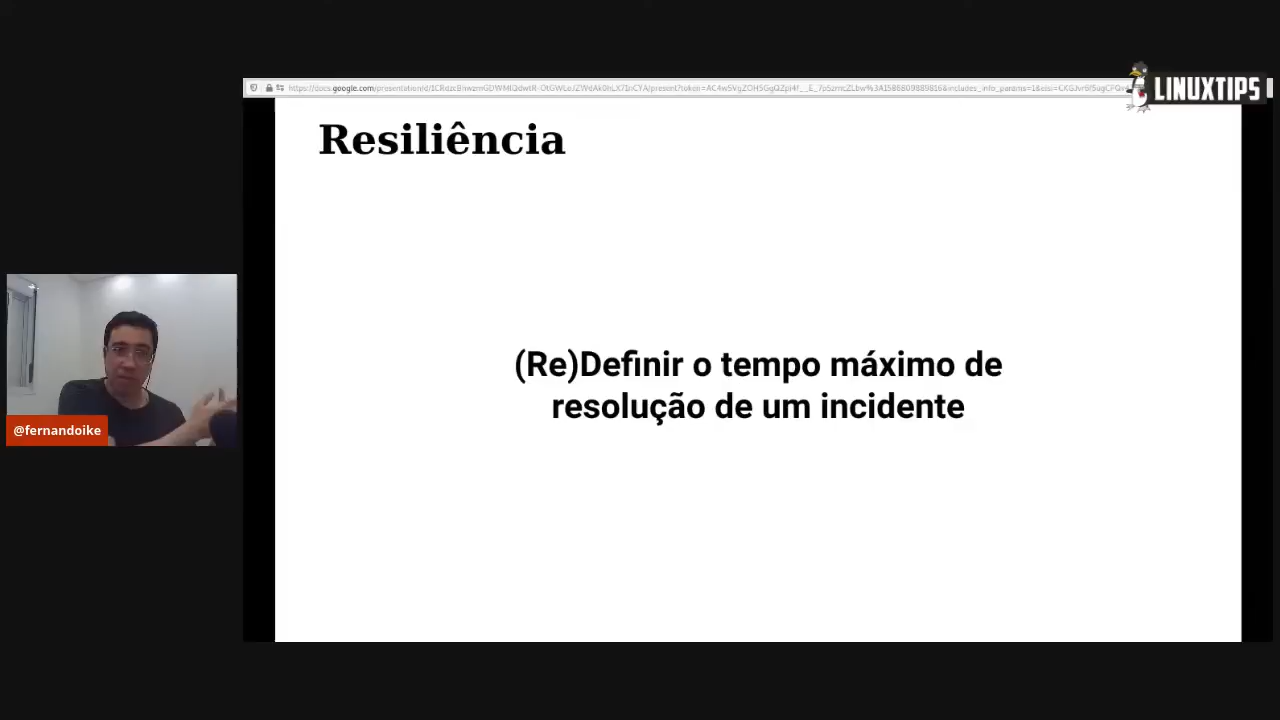 LINUXTIPS
Resiliência
(Re)Definir o tempo máximo de
resolução de um incidente
@fernandoike